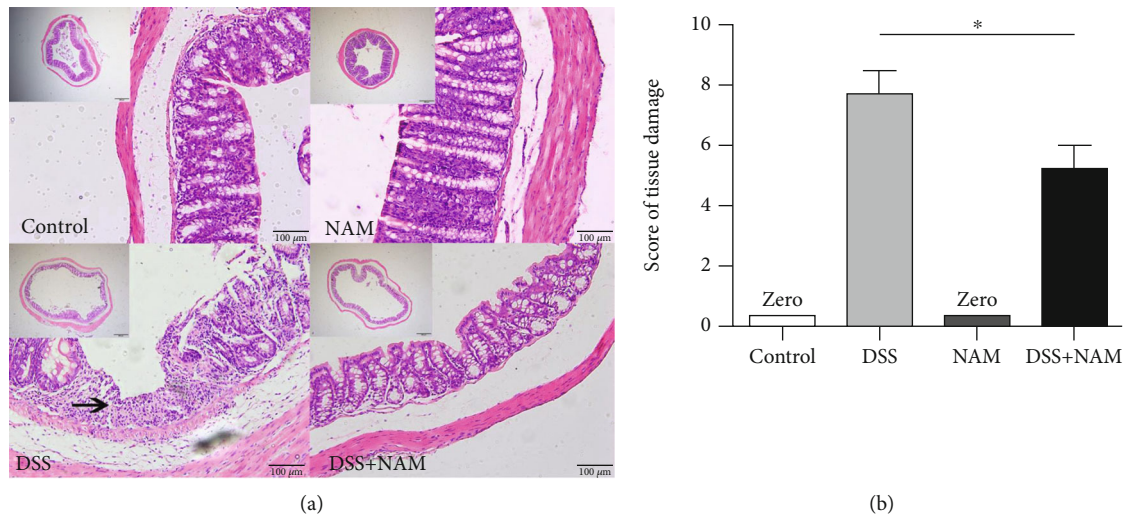 Control
100 μm
NAM
100 μm
DSS
100 μm
DSS+NAM
100 μm
(a)
10
8
6
4
2
0
Score of tissue damage
*
Zero
Zero
Control
DSS
NAM
DSS+NAM
(b)